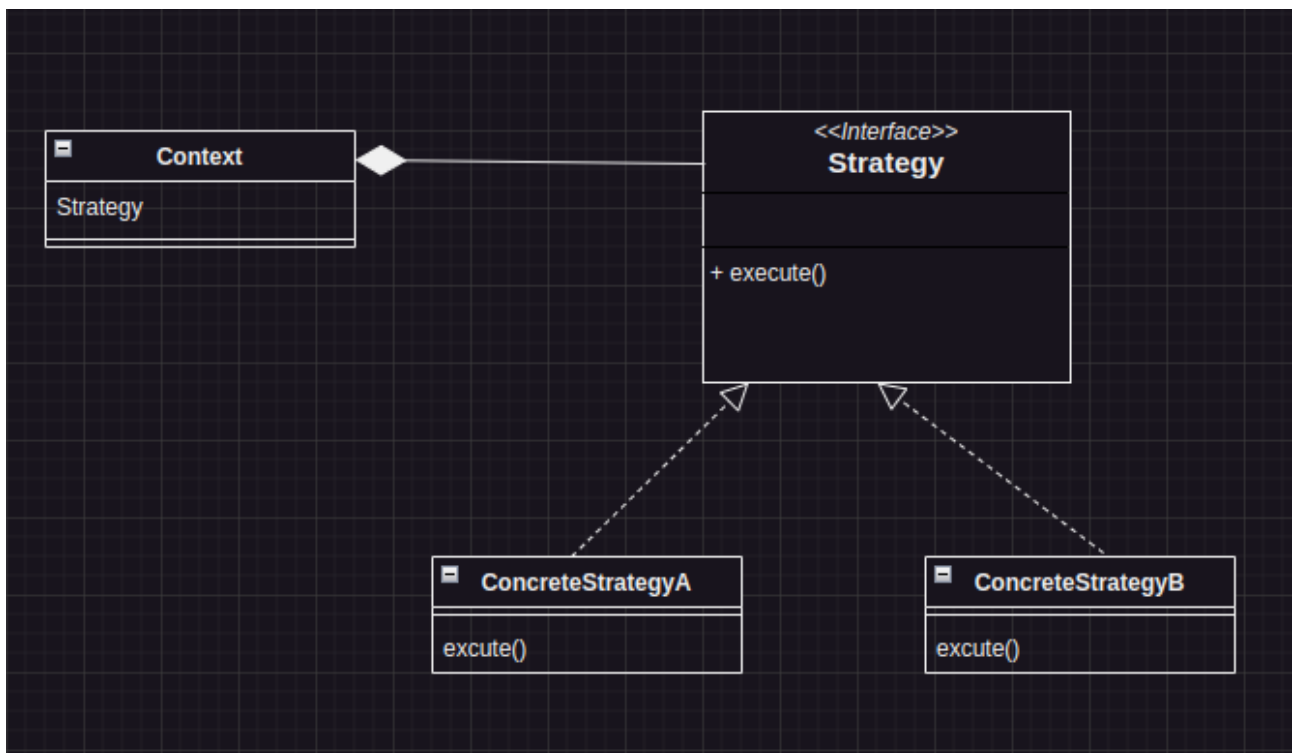 Context
Strategy
<<Interface>>
Strategy
+ execute()
ConcreteStrategyA
excute()
ConcreteStrategyB
excute()